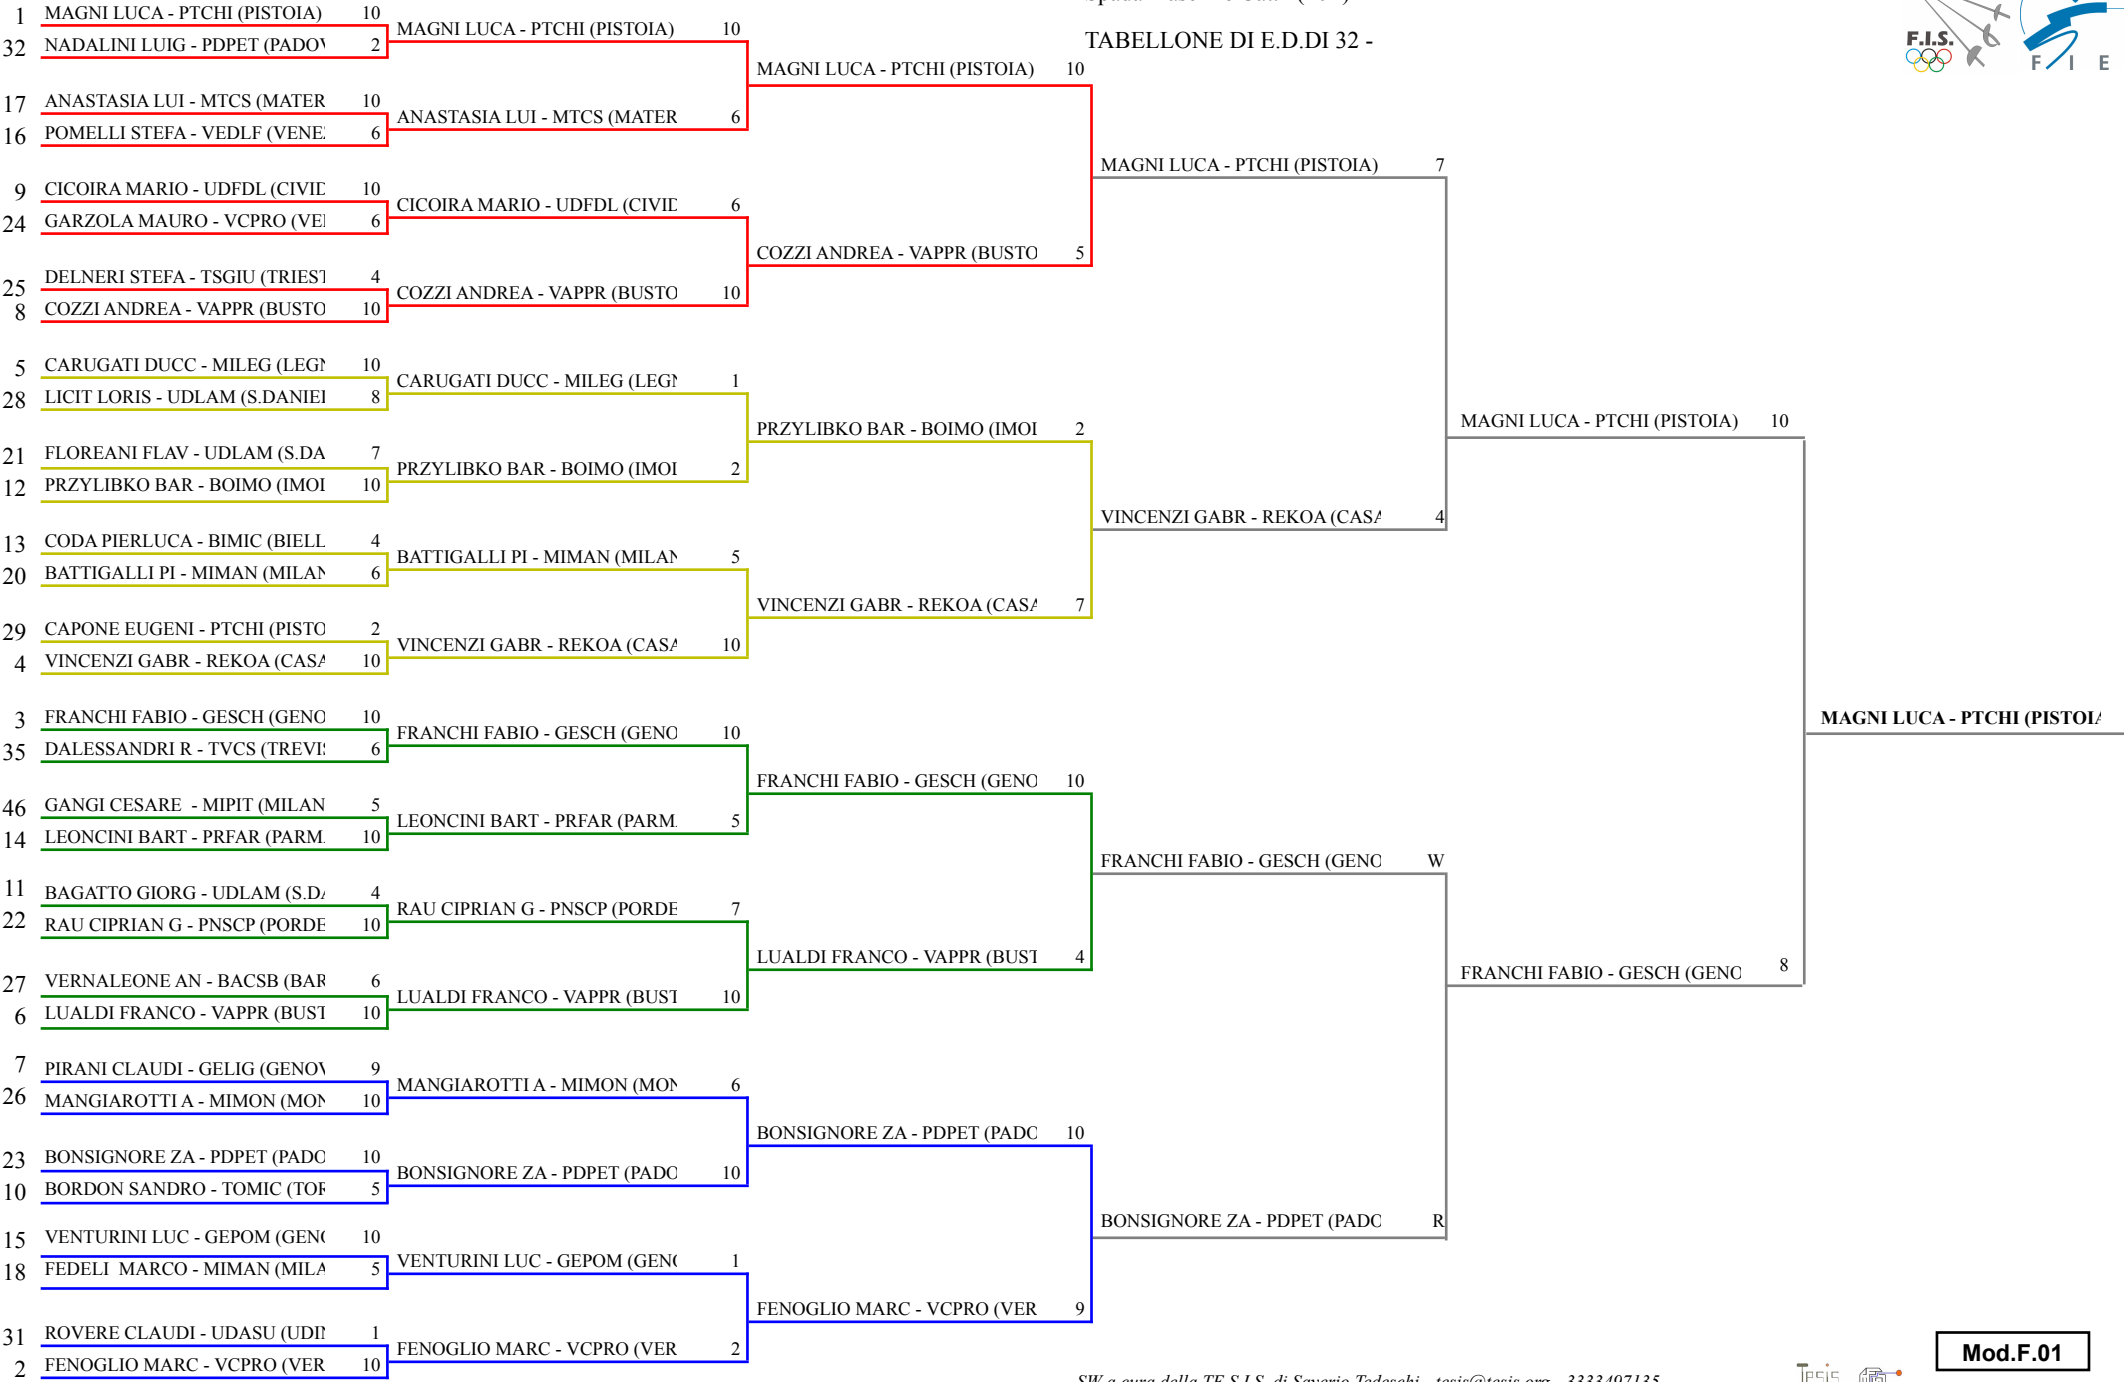 TABELLONE DI E.D.DI 32 -
F.I.S.
F I E
1 MAGNI LUCA - PTCHI (PISTOIA) 10
32 NADALINI LUIG - PDPET (PADOV 2
17 ANASTASIA LUI - MTCS (MATER 10
16 POMELLI STEFA - VEDLF (VENE 6
9 CICOIRA MARIO - UDFDL (CIVID 10
24 GARZOLA MAURO - VCPRO (VE 6
25 DELNERI STEFA - TSGIU (TRIEST 4
8 COZZI ANDREA - VAPPR (BUSTO 10
5 CARUGATI DUCC - MILEG (LEGN 10
28 LICIT LORIS - UDLAM (S.DANIE 8
21 FLOREANI FLAV - UDLAM (S.DA 7
12 PRZYLIBKO BAR - BOIMO (IMOL 10
13 CODA PIERLUCA - BIMIC (BIELL 4
20 BATTIGALLI PI - MIMAN (MILAN 6
29 CAPONE EUGENI - PTCHI (PISTO 2
4 VINCENZI GABR - REKOA (CASA 10
3 FRANCHI FABIO - GESCH (GENO 10
35 DALESSANDRI R - TVCS (TREVI 6
46 GANGI CESARE - MIPIT (MILAN 5
14 LEONCINI BART - PRFAR (PARM 10
11 BAGATTO GIORG - UDLAM (S.DA 4
22 RAU CIPRIAN G - PNSCP (PORDE 10
27 VERNALEONE AN - BACSB (BAR 6
6 LUALDI FRANCO - VAPPR (BUST 10
7 PIRANI CLAUDI - GELIG (GENOV 9
26 MANGIAROTTI A - MIMON (MON 10
23 BONSIGNORE ZA - PDPET (PADO 10
10 BORDON SANDRO - TOMIC (TOR 5
15 VENTURINI LUC - GEPOM (GENO 10
18 FEDELI MARCO - MIMAN (MILA 5
31 ROVERE CLAUDI - UDASU (UDIN 1
2 FENOGLIO MARC - VCPRO (VER 10
MAGNI LUCA - PTCHI (PISTOIA) 10
ANASTASIA LUI - MTCS (MATER 6
CICOIRA MARIO - UDFDL (CIVID 6
COZZI ANDREA - VAPPR (BUSTO 10
CARUGATI DUCC - MILEG (LEGN 1
PRZYLIBKO BAR - BOIMO (IMOL 2
BATTIGALLI PI - MIMAN (MILAN 5
VINCENZI GABR - REKOA (CASA 10
FRANCHI FABIO - GESCH (GENO 10
LEONCINI BART - PRFAR (PARM 5
RAU CIPRIAN G - PNSCP (PORDE 7
LUALDI FRANCO - VAPPR (BUST 10
MANGIAROTTI A - MIMON (MON 6
BONSIGNORE ZA - PDPET (PADO 10
VENTURINI LUC - GEPOM (GENO 1
FENOGLIO MARC - VCPRO (VER 2
MAGNI LUCA - PTCHI (PISTOIA) 10
COZZI ANDREA - VAPPR (BUSTO 5
PRZYLIBKO BAR - BOIMO (IMOL 2
VINCENZI GABR - REKOA (CASA 7
FRANCHI FABIO - GESCH (GENO 10
LUALDI FRANCO - VAPPR (BUST 4
BONSIGNORE ZA - PDPET (PADO 10
FENOGLIO MARC - VCPRO (VER 9
MAGNI LUCA - PTCHI (PISTOIA) 7
VINCENZI GABR - REKOA (CASA 4
FRANCHI FABIO - GESCH (GENO W
BONSIGNORE ZA - PDPET (PADO R
MAGNI LUCA - PTCHI (PISTOIA) 10
FRANCHI FABIO - GESCH (GENO 8
MAGNI LUCA - PTCHI (PISTOIA
Mod.F.01
SW a cura della TE.S.I.S. di Saverio Tedeschi - tesis@tesis.org - 3333497135
Tesis